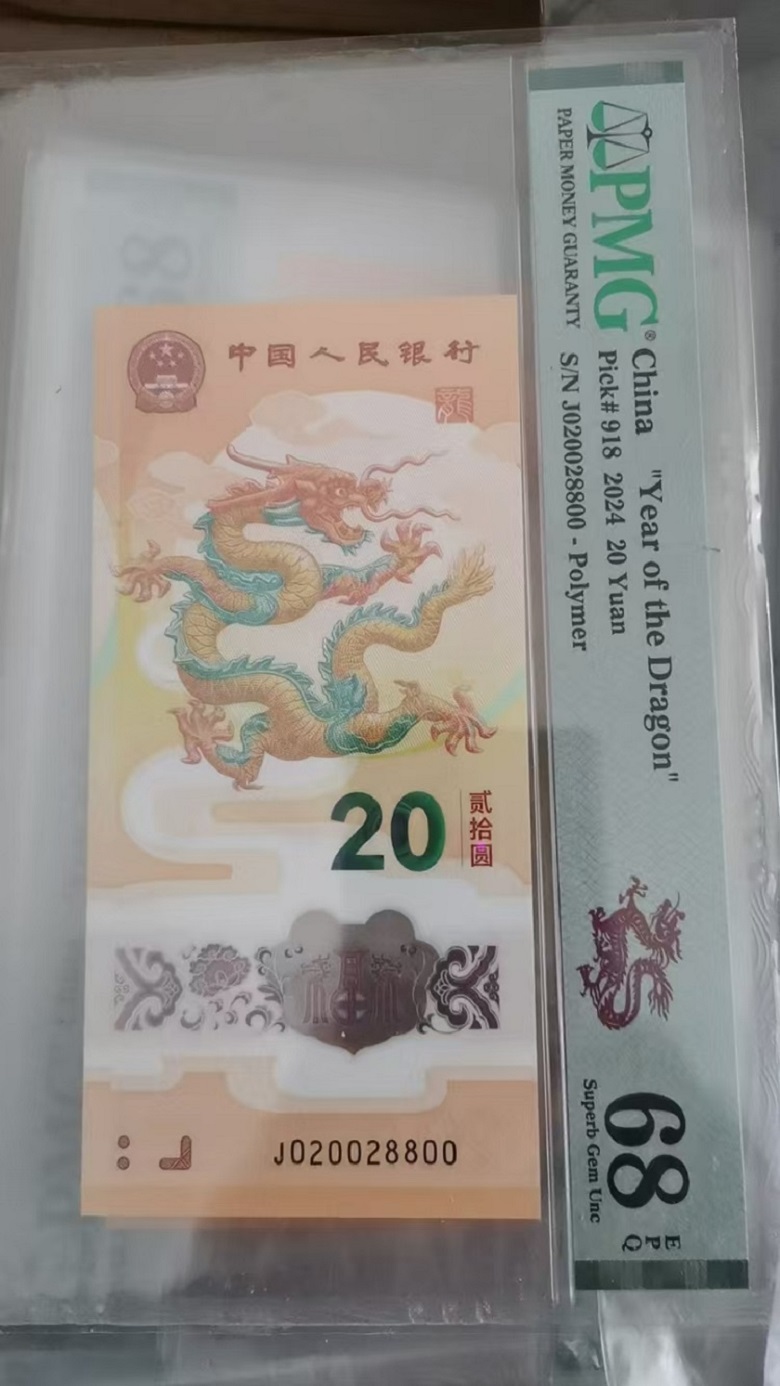 中国人民银行
龍
20
贰拾圆
J020028800
PMG®
PAPER MONEY GUARANTY
China "Year of the Dragon"
Pick# 918 2024 20 Yuan
S/N J020028800 - Polymer
68
EPQ
Superb Gem Unc